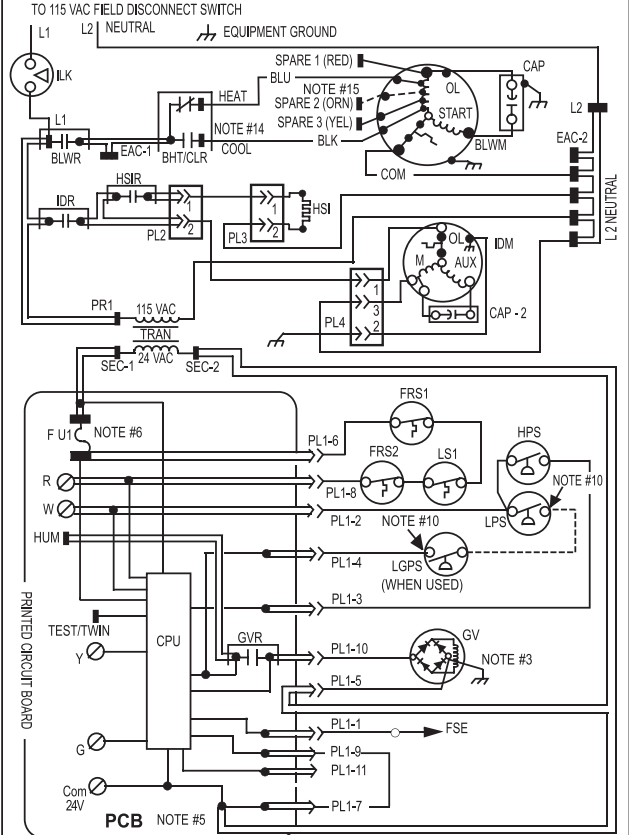 TO 115 VAC FIELD DISCONNECT SWITCH
L1
L2 NEUTRAL
EQUIPMENT GROUND
ILK
SPARE 1 (RED)
BLU
NOTE #15
SPARE 2 (ORN)
SPARE 3 (YEL)
BLK
OL
START
CAP
BLWM
COM
HEAT
NOTE #14
COOL
BHT/CLR
L1
BLWR
EAC-1
L2
EAC-2
L2 NEUTRAL
HSIR
IDR
1
2
PL2
1
2
PL3
HSI
OL
IDM
M
AUX
CAP - 2
1
3
2
PL4
PR1
115 VAC
TRAN
24 VAC
SEC-1
SEC-2
F U1
NOTE #6
R
W
HUM
PL1-6
PL1-8
PL1-2
PL1-4
PL1-3
FRS1
FRS2
LS1
HPS
NOTE #10
LPS
NOTE #10
LGPS
(WHEN USED)
PRINTED CIRCUIT BOARD
TEST/TWIN
CPU
Y
GVR
PL1-10
PL1-5
GV
NOTE #3
PL1-1
FSE
PL1-9
PL1-11
PL1-7
G
Com
24V
PCB NOTE #5